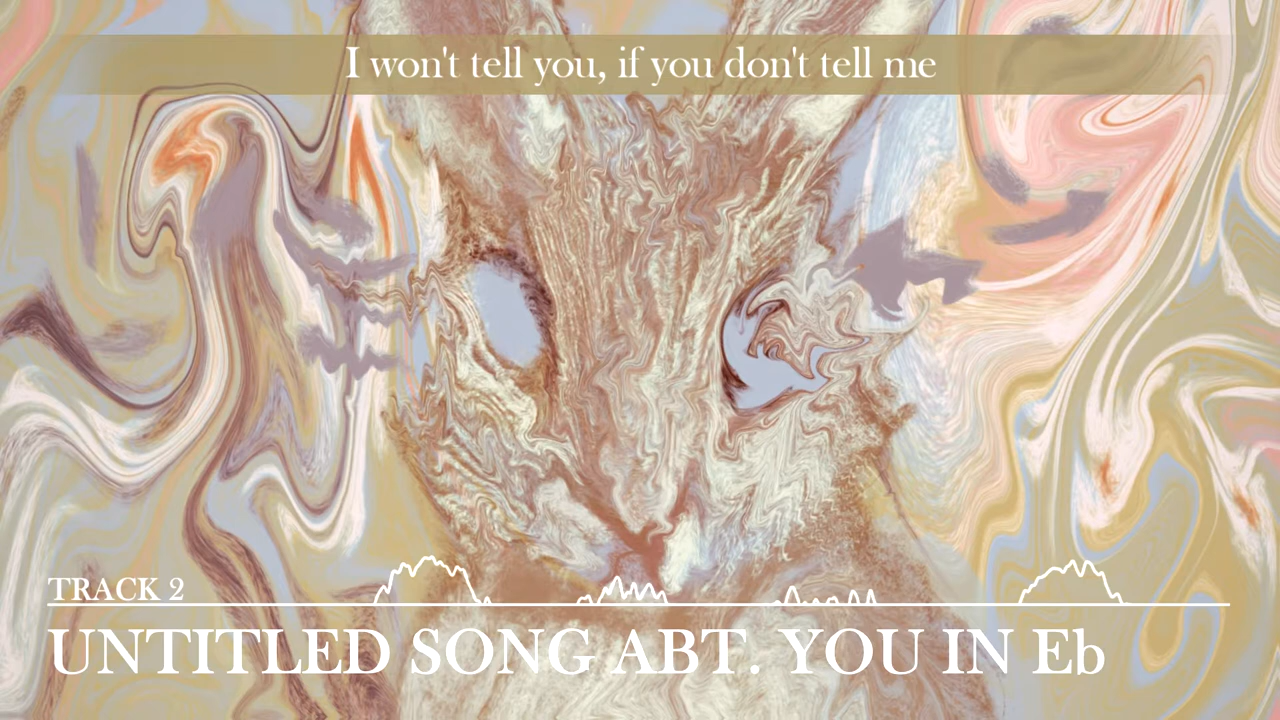 I won't tell you, if you don't tell me
TRACK 2
UNTITLED SONG ABT. YOU IN Eb